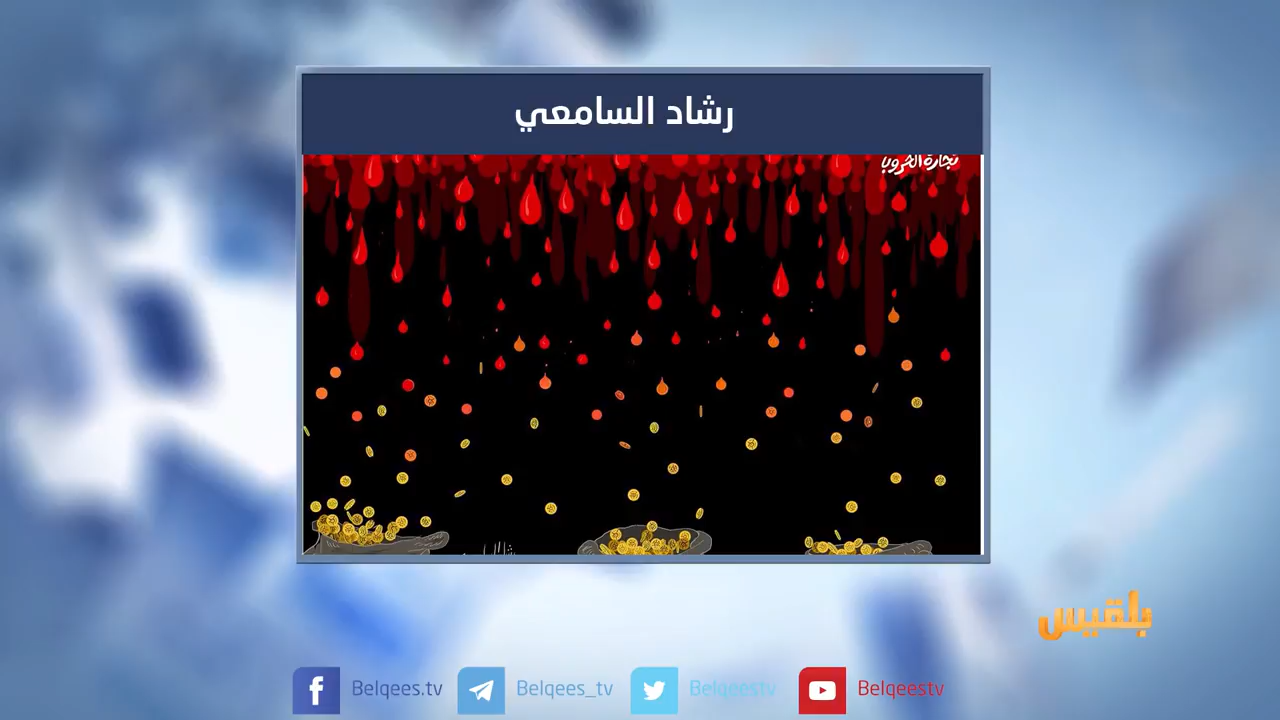 رشاد السامعي
تجارة الحروب
بلقيس
Belqees.tv
Belqees_tv
Belqeestv
Belqeestv